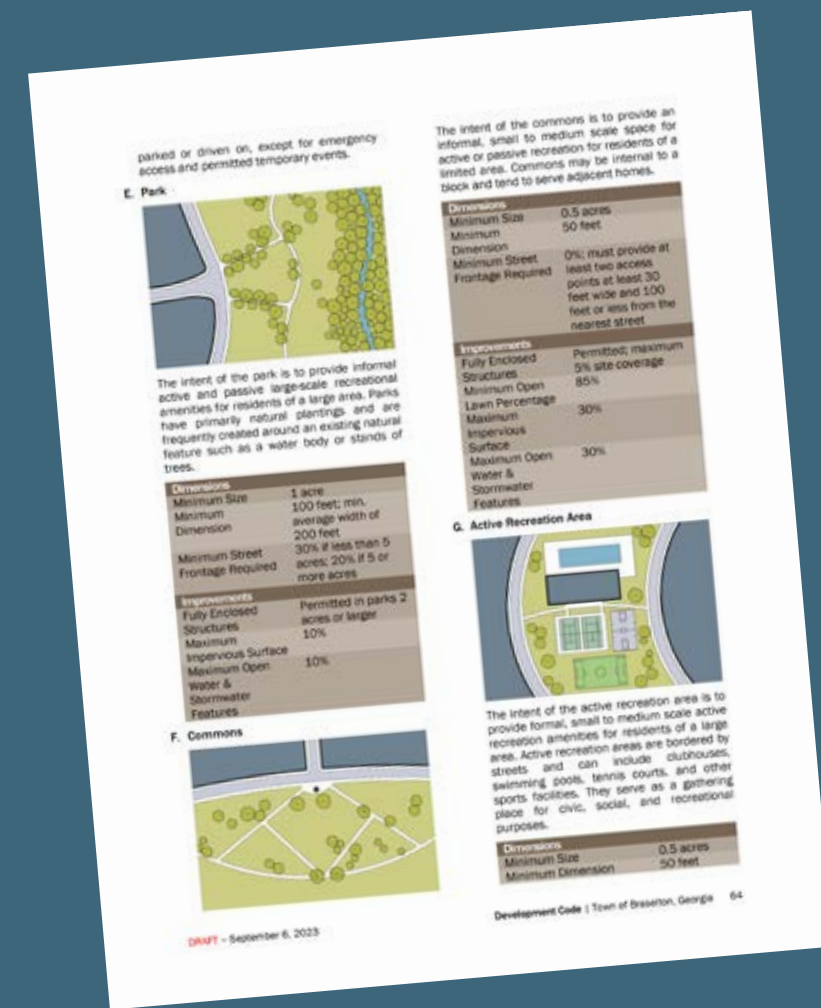 parked or driven on, except for emergency
access and permitted temporary events.
E. Park
The intent of the park is to provide informal
active and passive large-scale recreational
amenities for residents of a large area. Parks
have primarily natural plantings and are
frequently created around an existing natural
feature such as a water body or stands of
trees.
Dimensions
Minimum Size 1 acre
Minimum 100 feet; min.
Dimension average width of
200 feet
Minimum Street 30% if less than 5
Frontage Required acres; 20% if 5 or
more acres
Improvements
Fully Enclosed Permitted in parks 2
Structures acres or larger
Maximum 10%
Impervious Surface
Maximum Open 10%
Water &
Stormwater
Features
F. Commons
The intent of the commons is to provide an
informal, small to medium scale space for
active or passive recreation for residents of a
limited area. Commons may be internal to a
block and tend to serve adjacent homes.
Dimensions
Minimum Size 0.5 acres
Minimum 50 feet
Dimension
Minimum Street 0%; must provide at
Frontage Required least two access
points at least 30
feet wide and 100
feet or less from the
nearest street
Improvements
Fully Enclosed Permitted; maximum
Structures 5% site coverage
Minimum Open 85%
Lawn Percentage
Maximum 30%
Impervious
Surface
Maximum Open 30%
Water &
Stormwater
Features
G. Active Recreation Area
The intent of the active recreation area is to
provide formal, small to medium scale active
recreation amenities for residents of a large
area. Active recreation areas are bordered by
streets and can include clubhouses,
swimming pools, tennis courts, and other
sports facilities. They serve as a gathering
place for civic, social, and recreational
purposes.
Dimensions
Minimum Size 0.5 acres
Minimum Dimension 50 feet
DRAFT – September 6, 2023
Development Code | Town of Braselton, Georgia 64